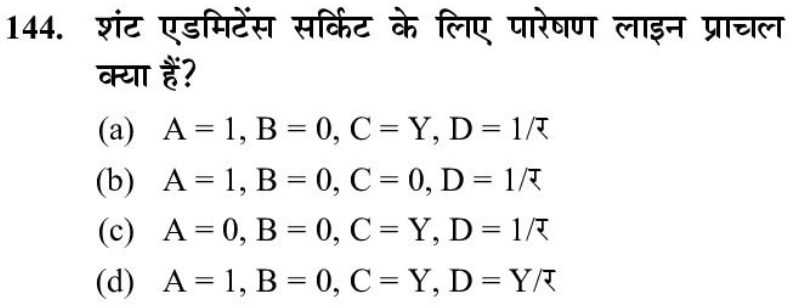 144. शंट एडमिटेंस सर्किट के लिए पारेषण लाइन प्राचल
क्या हैं?
(a) A = 1, B = 0, C = Y, D = 1/र
(b) A = 1, B = 0, C = 0, D = 1/र
(c) A = 0, B = 0, C = Y, D = 1/र
(d) A = 1, B = 0, C = Y, D = Y/र